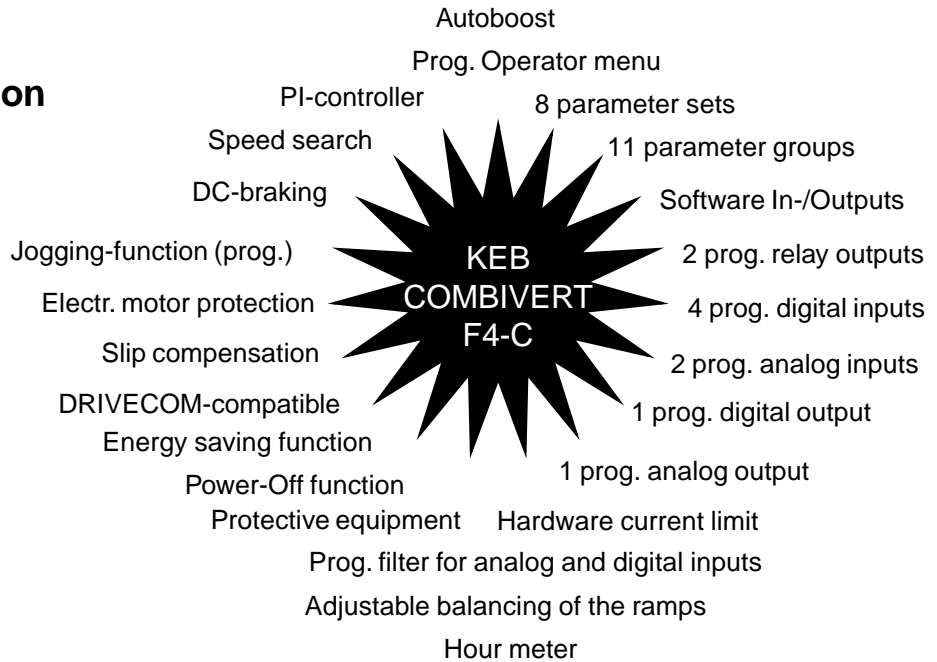 Autoboost
Prog. Operator menu
on
PI-controller
8 parameter sets
Speed search
11 parameter groups
DC-braking
Software In-/Outputs
Jogging-function (prog.)
KEB
COMBIVERT
F4-C
2 prog. relay outputs
Electr. motor protection
4 prog. digital inputs
Slip compensation
2 prog. analog inputs
DRIVECOM-compatible
1 prog. digital output
Energy saving function
1 prog. analog output
Power-Off function
Protective equipment
Hardware current limit
Prog. filter for analog and digital inputs
Adjustable balancing of the ramps
Hour meter